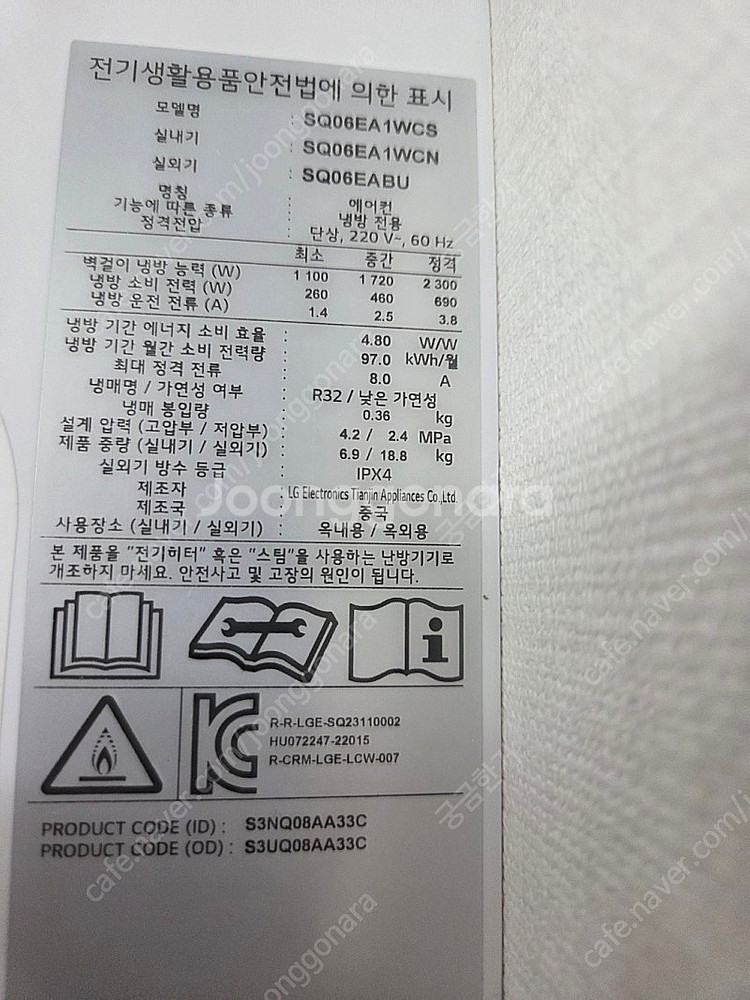 전기생활용품안전법에 의한 표시
모델명 : SQ06EA1WCS
실내기 : SQ06EA1WCN
실외기 : SQ06EABU
명칭 : 에어컨
기능에 따른 종류 : 냉방 전용
정격전압 : 단상, 220 V~, 60 Hz
최소 중간 정격
벽걸이 냉방 능력 (W) 1 100 1 720 2 300
냉방 소비 전력 (W) 260 460 690
냉방 운전 전류 (A) 1.4 2.5 3.8
냉방 기간 에너지 소비 효율 : 4.80 W/W
냉방 기간 월간 소비 전력량 : 97.0 kWh/월
최대 정격 전류 : 8.0 A
냉매명 / 가연성 여부 : R32 / 낮은 가연성
냉매 봉입량 : 0.36 kg
설계 압력 (고압부 / 저압부) : 4.2 / 2.4 MPa
제품 중량 (실내기 / 실외기) : 6.9 / 18.8 kg
실외기 방수 등급 : IPX4
제조자 : LG Electronics Tianjin Appliances Co.,Ltd.
제조국 : 중국
사용장소 (실내기 / 실외기) : 옥내용 / 옥외용
본 제품을 "전기히터" 혹은 "스팀"을 사용하는 난방기기로
개조하지 마세요. 안전사고 및 고장의 원인이 됩니다.
R-R-LGE-SQ23110002
HU072247-22015
R-CRM-LGE-LCW-007
PRODUCT CODE (ID) : S3NQ08AA33C
PRODUCT CODE (OD) : S3UQ08AA33C
Joonggonara
cafe.naver.com/joonggonara